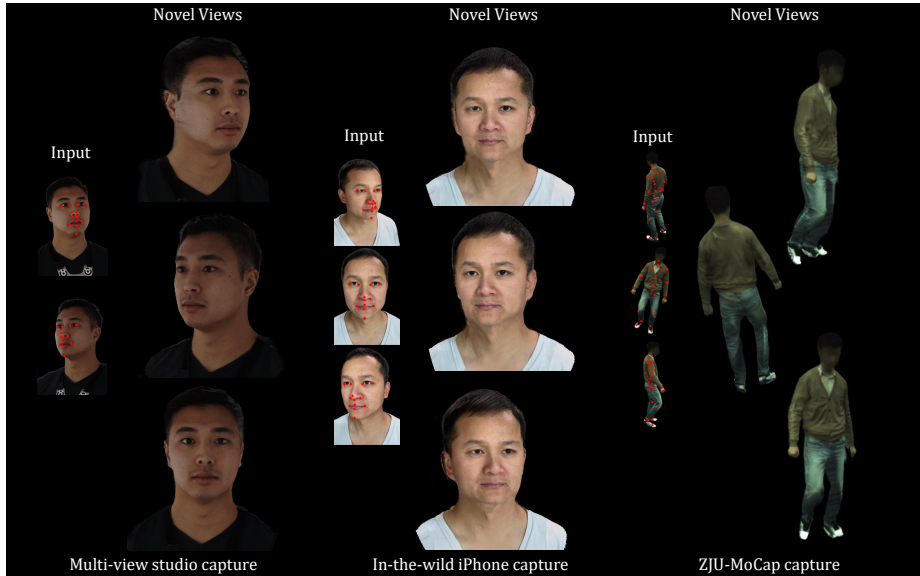 Novel Views
Novel Views
Novel Views
Input
Input
Input
Multi-view studio capture
In-the-wild iPhone capture
ZJU-MoCap capture